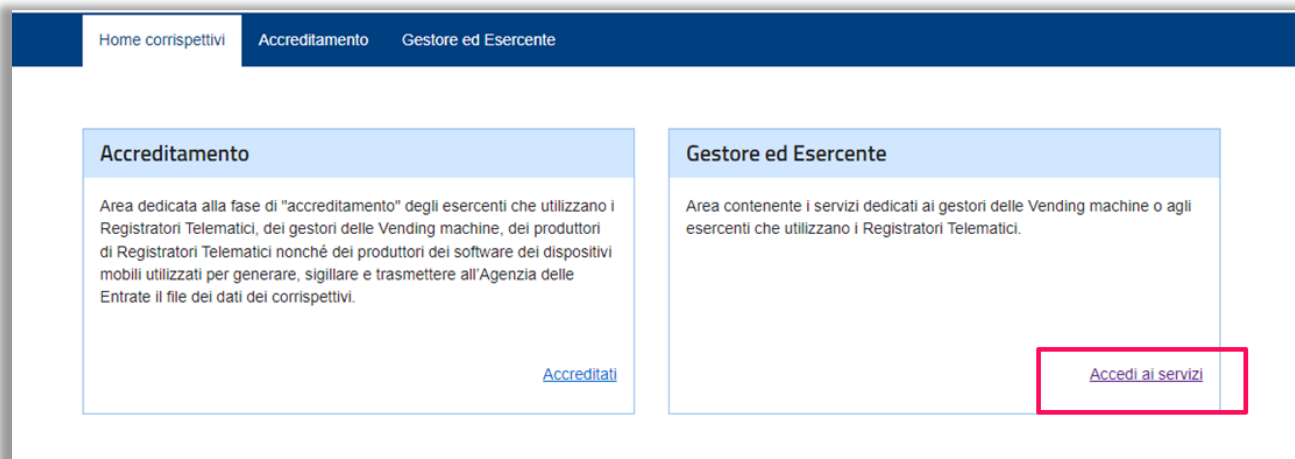 Home corrispettivi
Accreditamento
Gestore ed Esercente
Accreditamento
Area dedicata alla fase di "accreditamento" degli esercenti che utilizzano i
Registratori Telematici, dei gestori delle Vending machine, dei produttori
di Registratori Telematici nonché dei produttori dei software dei dispositivi
mobili utilizzati per generare, sigillare e trasmettere all'Agenzia delle
Entrate il file dei dati dei corrispettivi.
Accreditati
Gestore ed Esercente
Area contenente i servizi dedicati ai gestori delle Vending machine o agli
esercenti che utilizzano i Registratori Telematici.
Accedi ai servizi